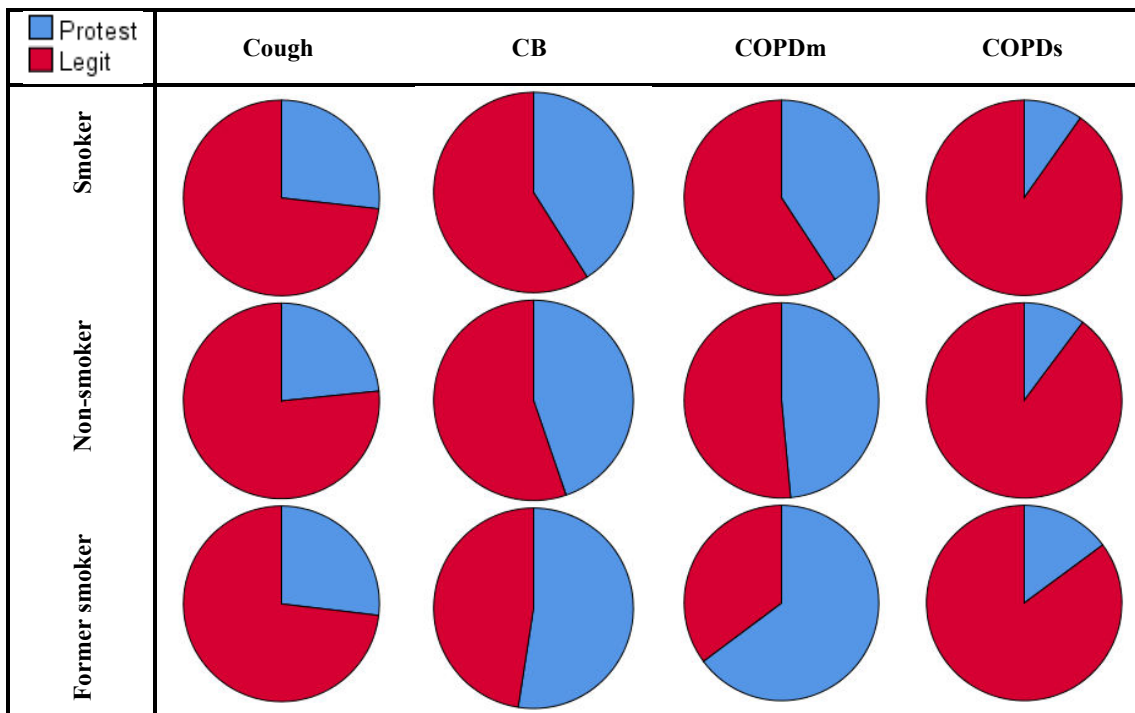 Protest
Legit
Cough
CB
COPDm
COPDs
Smoker
Non-smoker
Former smoker